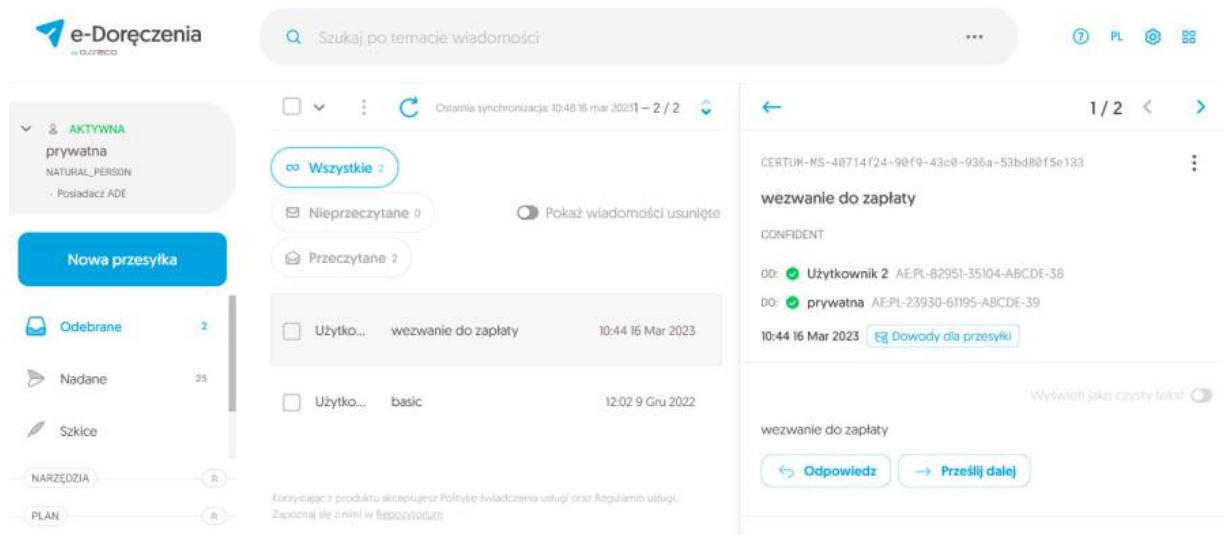 e-Doręczenia
by asseco
Szukaj po temacie wiadomości
PL
AKTYWNA
prywatna
NATURAL_PERSON
- Posiadacz ADE
Nowa przesyłka
Odebrane 2
Nadane 25
Szkice
NARZĘDZIA
PLAN
Ostatnia synchronizacja: 10:48 16 mar 2023 1 – 2 / 2
Wszystkie 2
Nieprzeczytane 0
Pokaż wiadomości usunięte
Przeczytane 2
Użytko... wezwanie do zapłaty 10:44 16 Mar 2023
Użytko... basic 12:02 9 Gru 2022
Korzystając z produktu akceptujesz Politykę świadczenia usługi oraz Regulamin usługi.
Zapoznaj się z nimi w Repozytorium
1 / 2
CERTUM-MS-40714f24-90f9-43c0-936a-53bd80f5e133
wezwanie do zapłaty
CONFIDENT
OD: Użytkownik 2 AE:PL-82951-35104-ABCDE-38
DO: prywatna AE:PL-23930-61195-ABCDE-39
10:44 16 Mar 2023 Dowody dla przesyłki
Wyświetl jako czysty tekst
wezwanie do zapłaty
Odpowiedz
Prześlij dalej